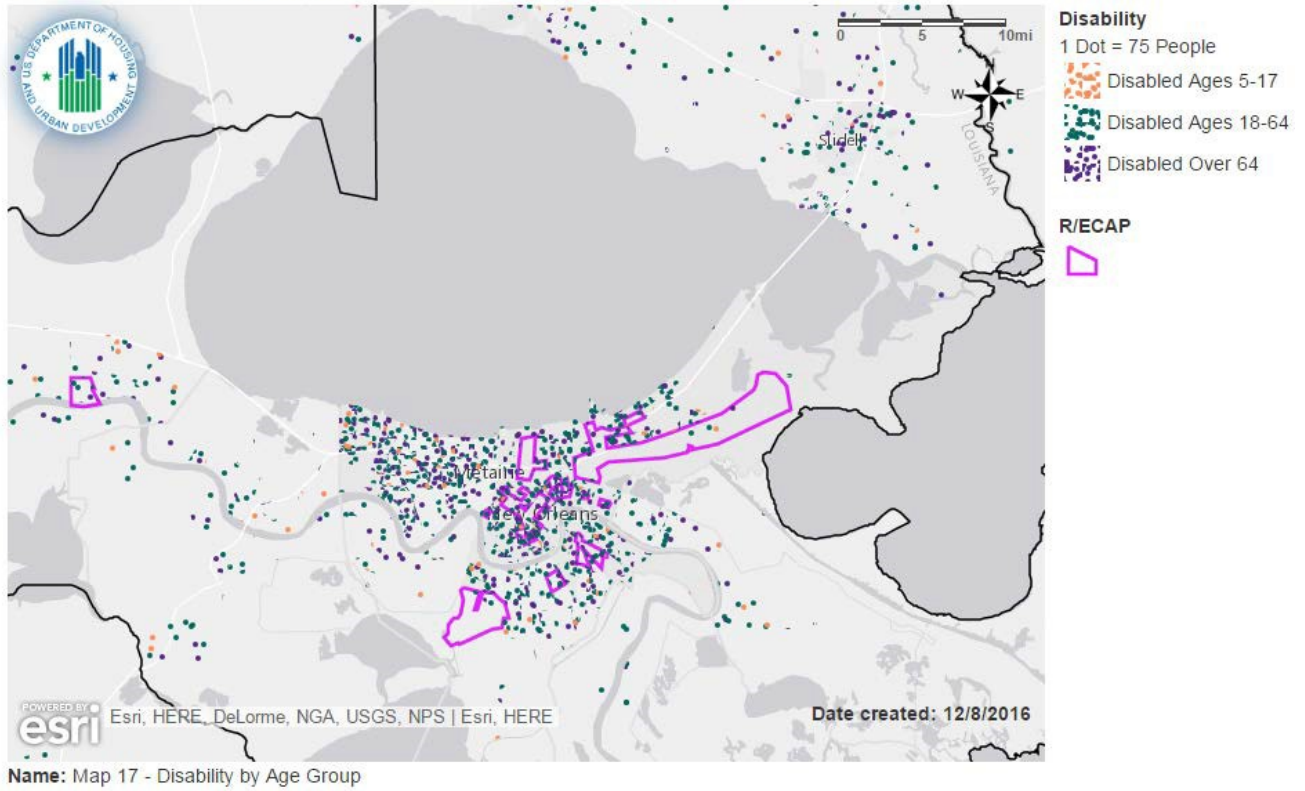 U.S. DEPARTMENT OF HOUSING
AND URBAN DEVELOPMENT
0 5 10mi
N
W E
S
LOUISIANA
Slidell
Metairie
New Orleans
Disability
1 Dot = 75 People
Disabled Ages 5-17
Disabled Ages 18-64
Disabled Over 64
R/ECAP
POWERED BY
esri
Esri, HERE, DeLorme, NGA, USGS, NPS | Esri, HERE
Date created: 12/8/2016
Name: Map 17 - Disability by Age Group